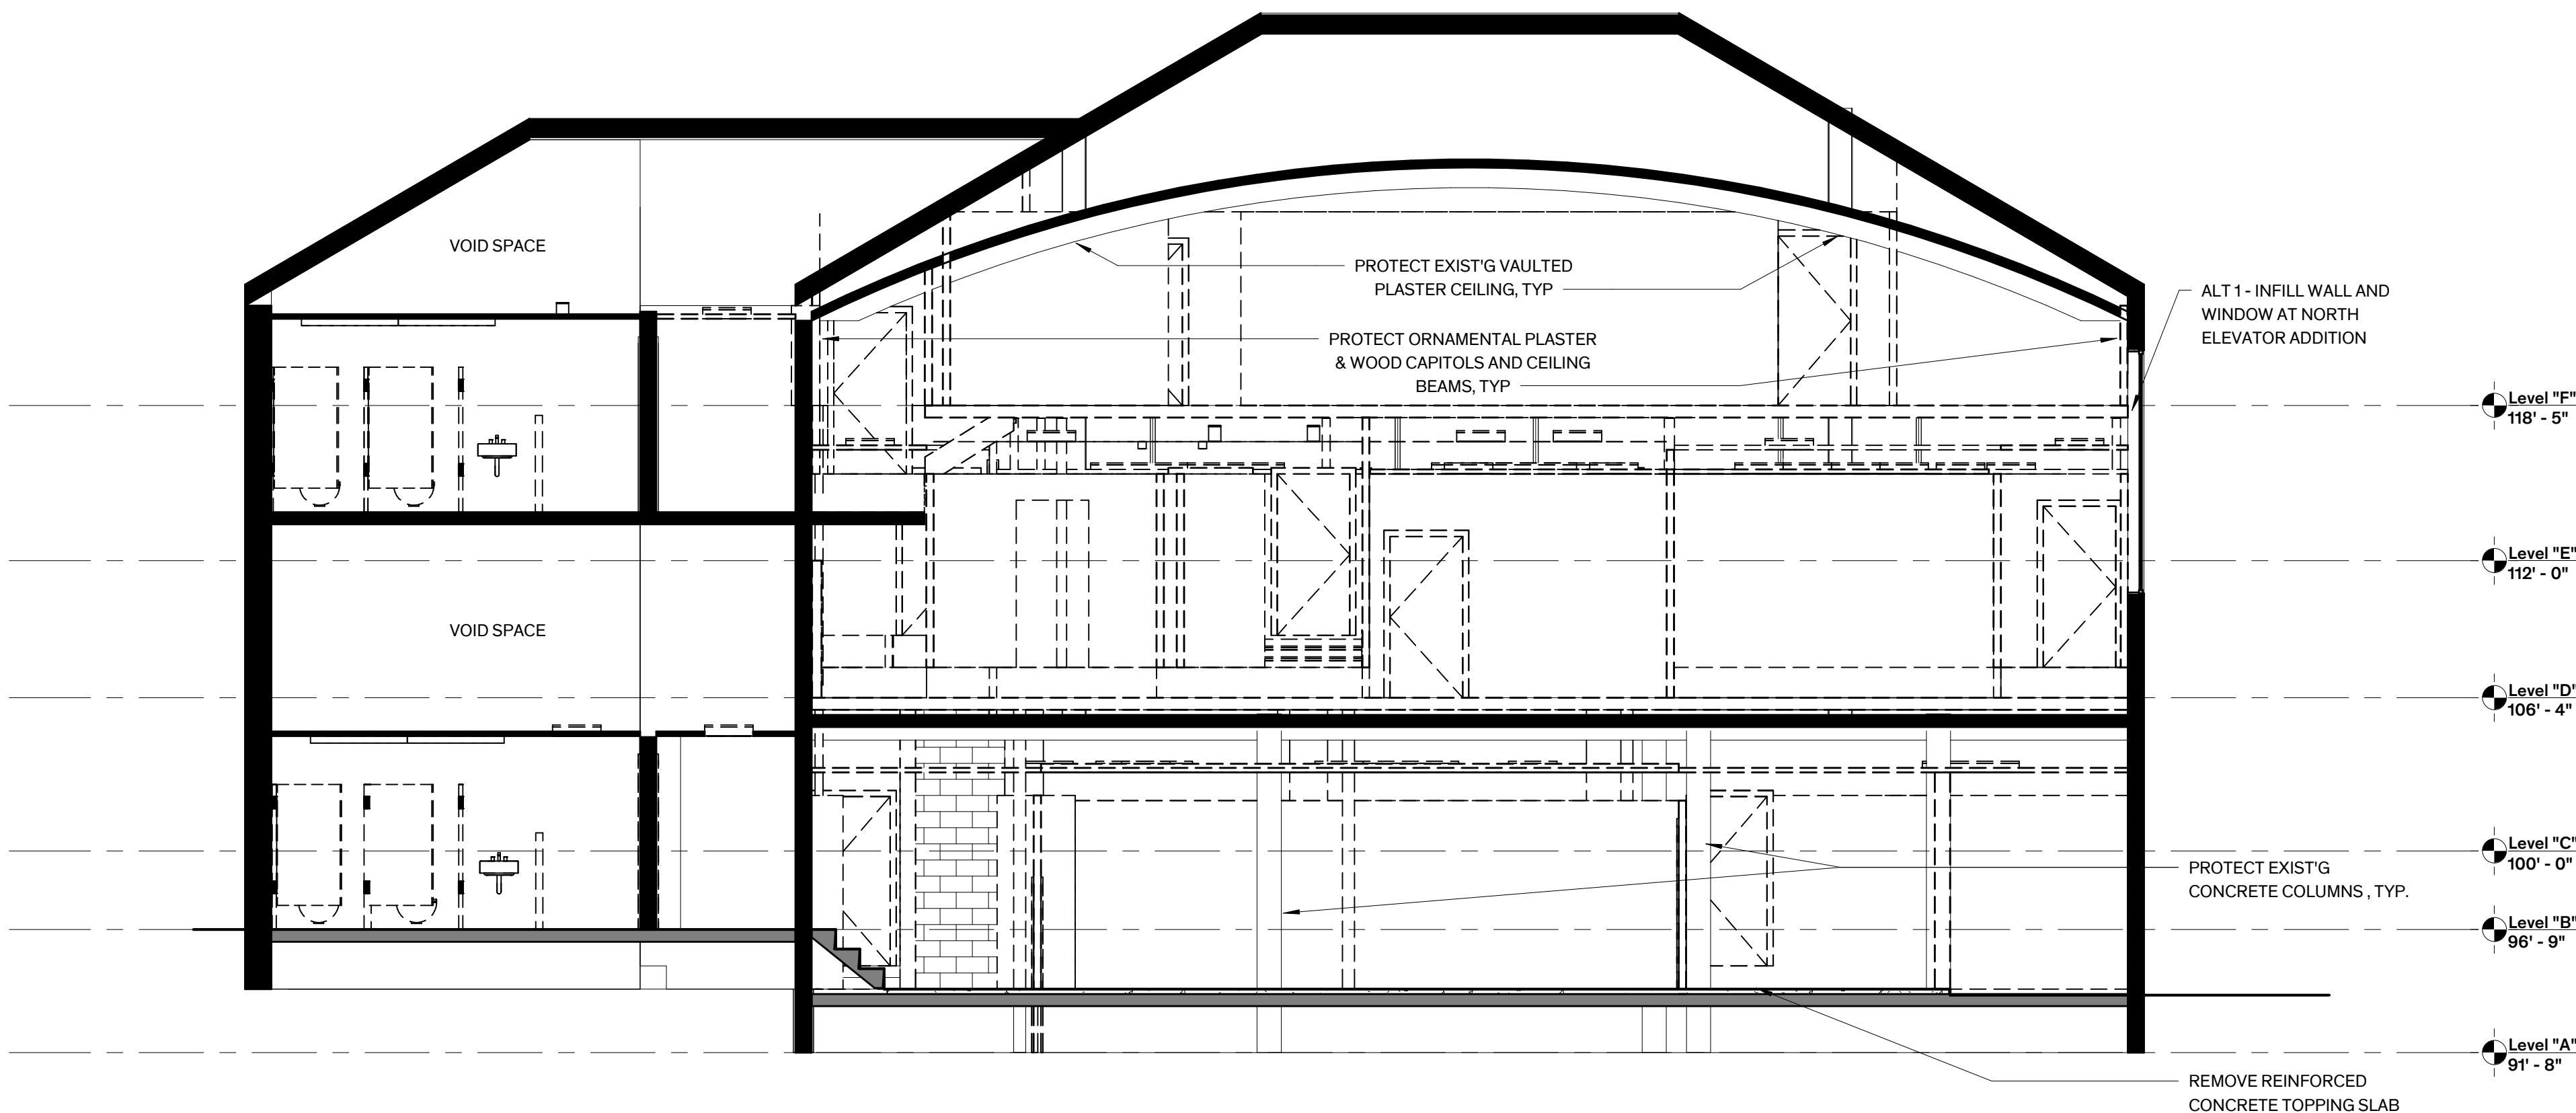 VOID SPACE
PROTECT EXIST'G VAULTED
PLASTER CEILING, TYP
PROTECT ORNAMENTAL PLASTER
& WOOD CAPITOLS AND CEILING
BEAMS, TYP
ALT 1 - INFILL WALL AND
WINDOW AT NORTH
ELEVATOR ADDITION
Level "F"
118' - 5"
Level "E"
112' - 0"
VOID SPACE
Level "D"
106' - 4"
Level "C"
100' - 0"
PROTECT EXIST'G
CONCRETE COLUMNS , TYP.
Level "B"
96' - 9"
Level "A"
91' - 8"
REMOVE REINFORCED
CONCRETE TOPPING SLAB